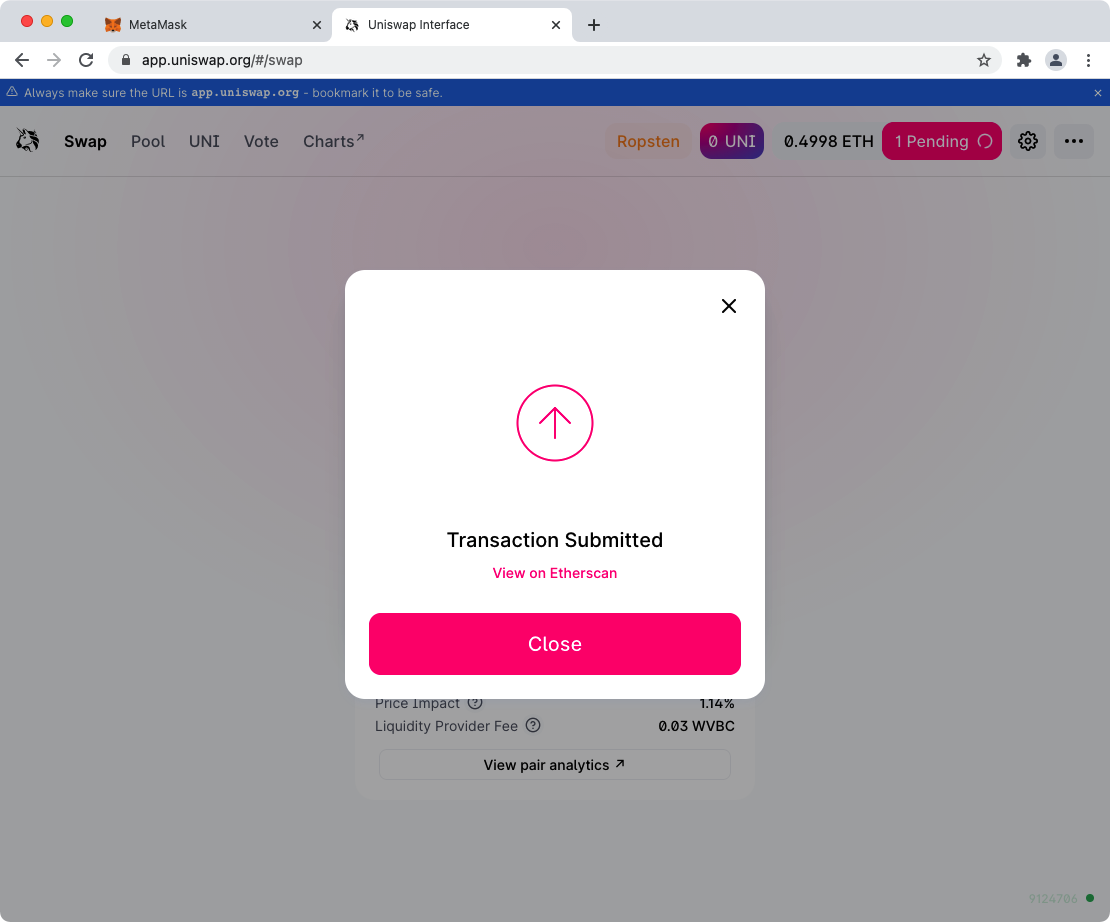 MetaMask
Uniswap Interface
app.uniswap.org/#/swap
Always make sure the URL is app.uniswap.org - bookmark it to be safe.
Swap Pool UNI Vote Charts↗ Ropsten 0 UNI 0.4998 ETH 1 Pending
Transaction Submitted
View on Etherscan
Close
Price Impact ? 1.14%
Liquidity Provider Fee ? 0.03 WVBC
View pair analytics ↗
9124706